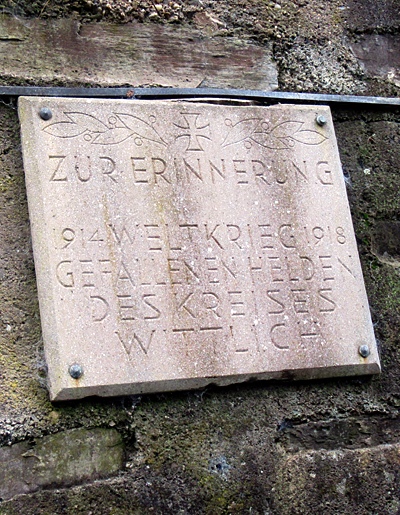 ZUR ERINNERUNG
1914 WELTKRIEG 1918
GEFALLENEN HELDEN
DES KREISES
WITTLICH